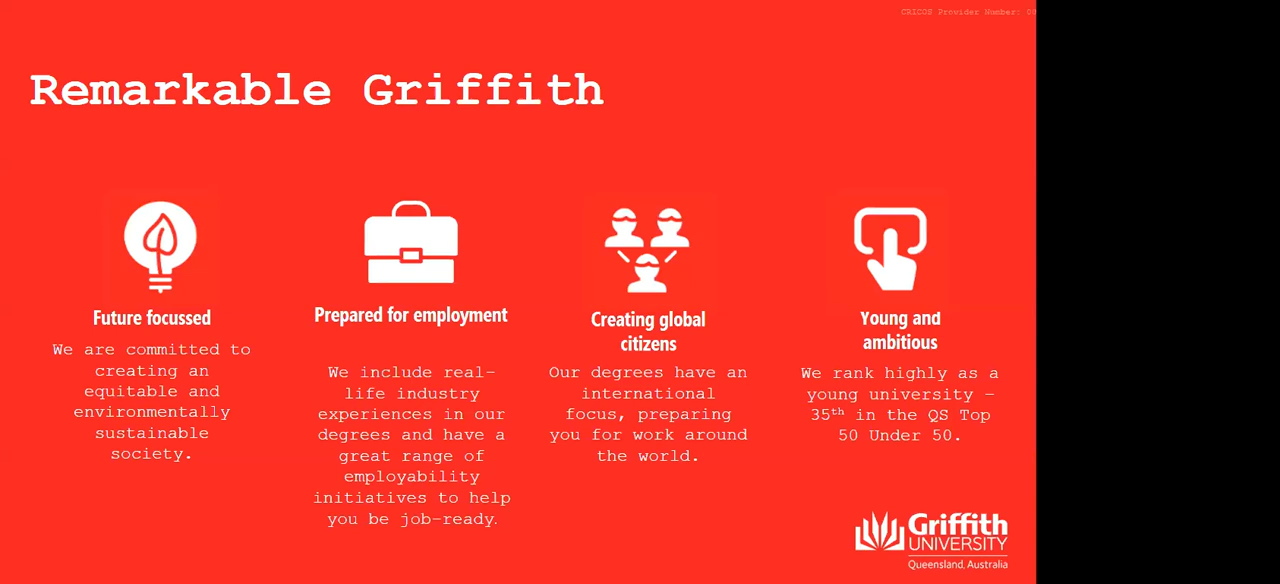 CRICOS Provider Number: 00
Remarkable Griffith
Future focussed
We are committed to
creating an
equitable and
environmentally
sustainable
society.
Prepared for employment
We include real-
life industry
experiences in our
degrees and have a
great range of
employability
initiatives to help
you be job-ready.
Creating global
citizens
Our degrees have an
international
focus, preparing
you for work around
the world.
Young and
ambitious
We rank highly as a
young university –
35th in the QS Top
50 Under 50.
Griffith
UNIVERSITY
Queensland, Australia